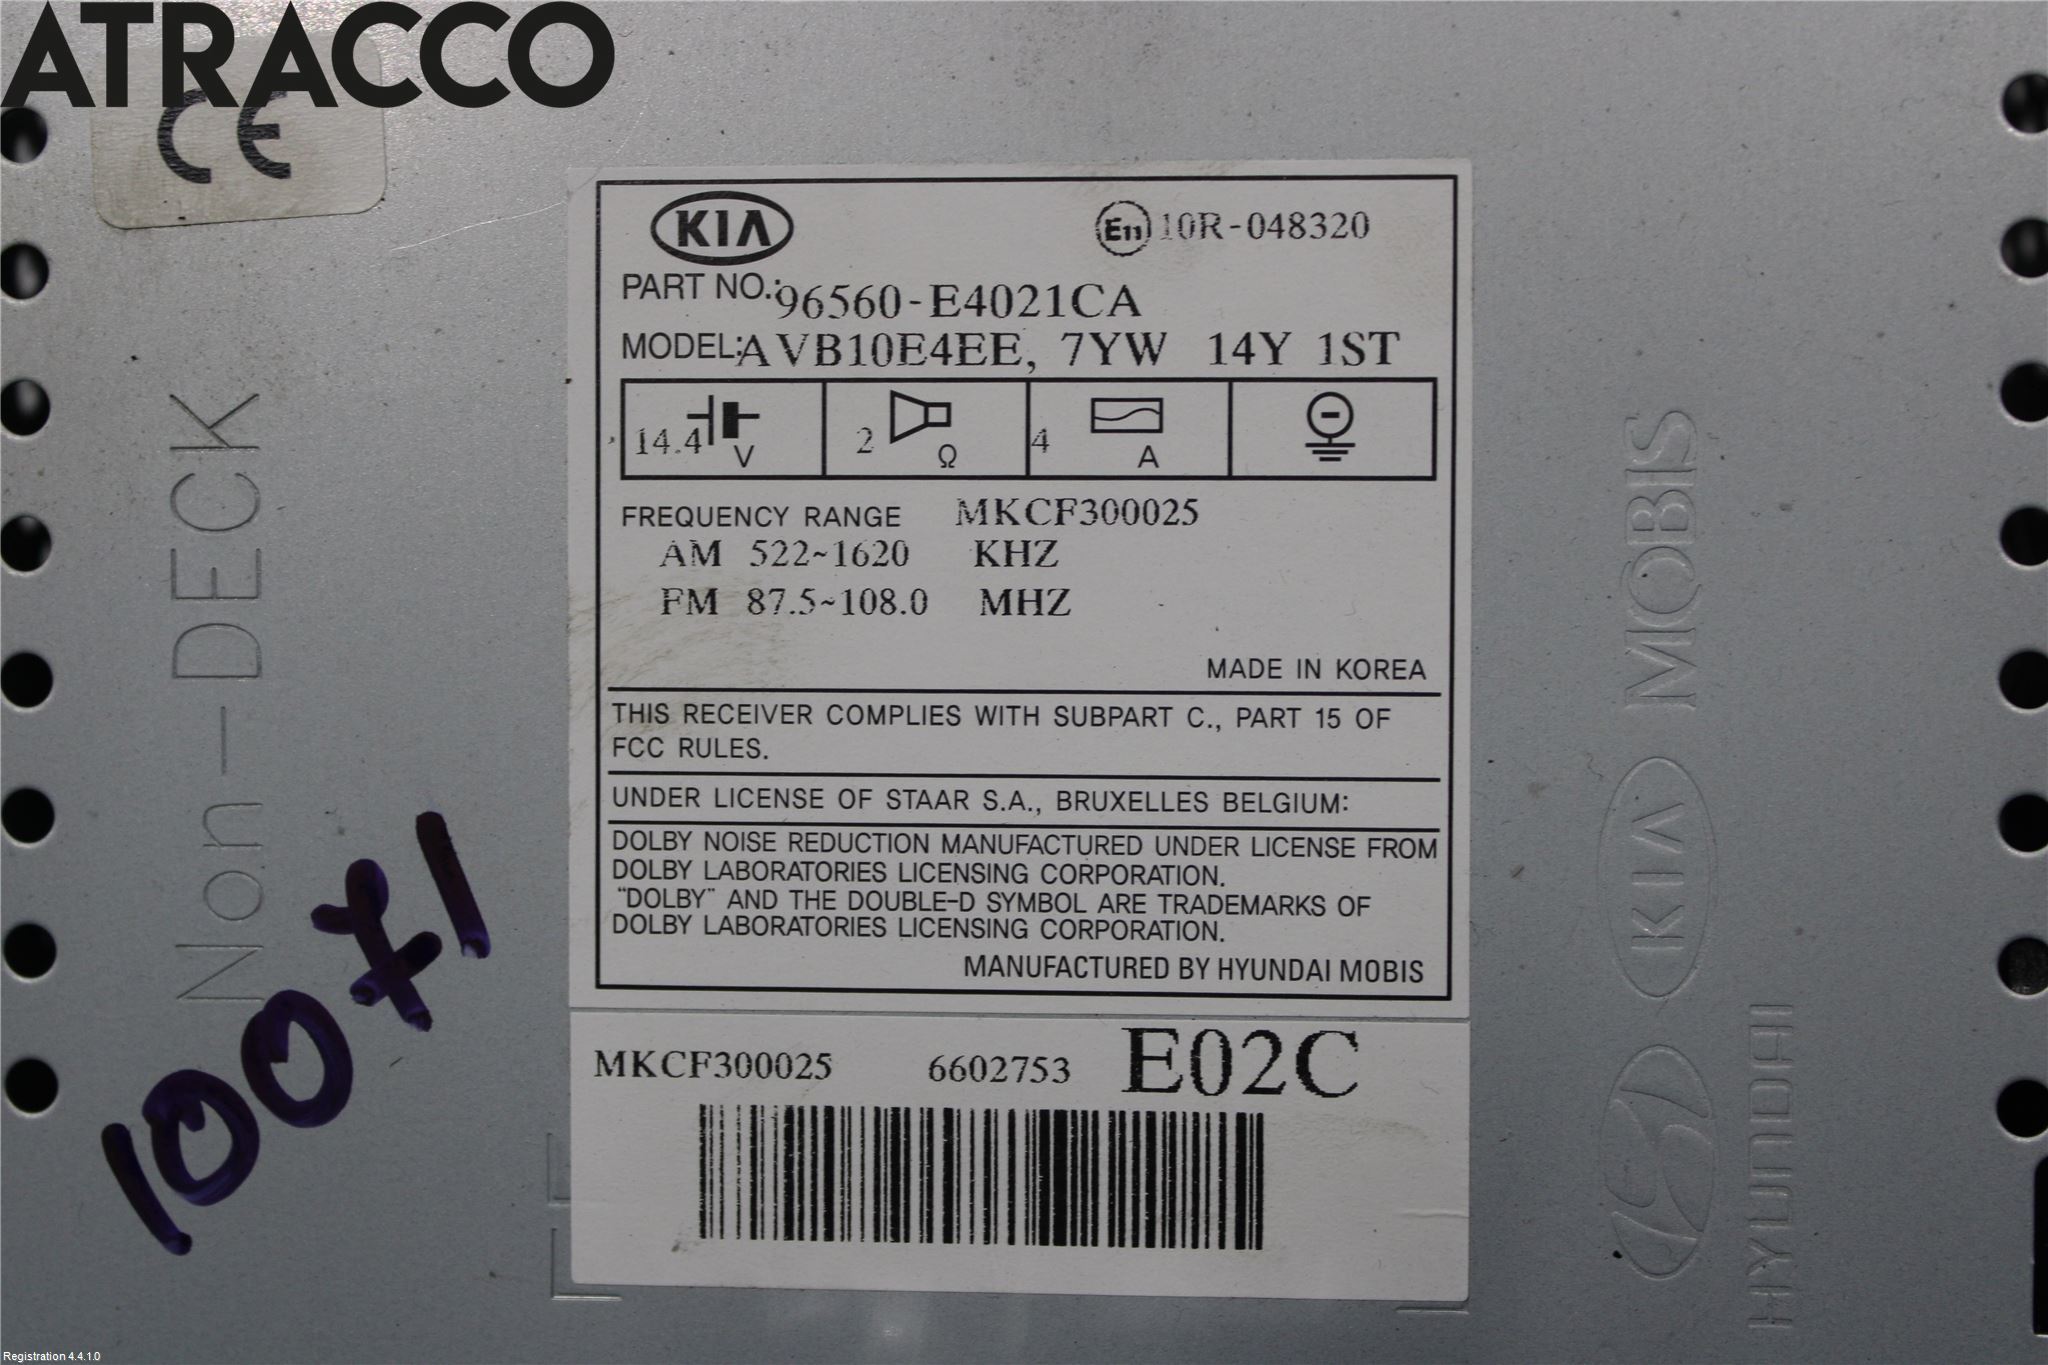 ATRACCO
CE
KIA
E11 10R-048320
PART NO.: 96560-E4021CA
MODEL: AVB10E4EE, 7YW 14Y 1ST
14.4 V 2 Ω 4 A
FREQUENCY RANGE MKCF300025
AM 522~1620 KHZ
FM 87.5~108.0 MHZ
MADE IN KOREA
THIS RECEIVER COMPLIES WITH SUBPART C., PART 15 OF
FCC RULES.
UNDER LICENSE OF STAAR S.A., BRUXELLES BELGIUM:
DOLBY NOISE REDUCTION MANUFACTURED UNDER LICENSE FROM
DOLBY LABORATORIES LICENSING CORPORATION.
"DOLBY" AND THE DOUBLE-D SYMBOL ARE TRADEMARKS OF
DOLBY LABORATORIES LICENSING CORPORATION.
MANUFACTURED BY HYUNDAI MOBIS
MKCF300025 6602753 E02C
Non-DECK
10071
HYUNDAI KIA MOBIS
Registration 4.4.1.0